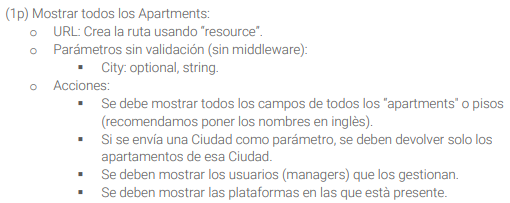 (1p) Mostrar todos los Apartments:
o URL: Crea la ruta usando “resource”.
o Parámetros sin validación (sin middleware):
▪ City: optional, string.
o Acciones:
▪ Se debe mostrar todos los campos de todos los “apartments" o pisos
(recomendamos poner los nombres en inglès).
▪ Si se envía una Ciudad como parámetro, se deben devolver solo los
apartamentos de esa Ciudad.
▪ Se deben mostrar los usuarios (managers) que los gestionan.
▪ Se deben mostrar las plataformas en las que està presente.